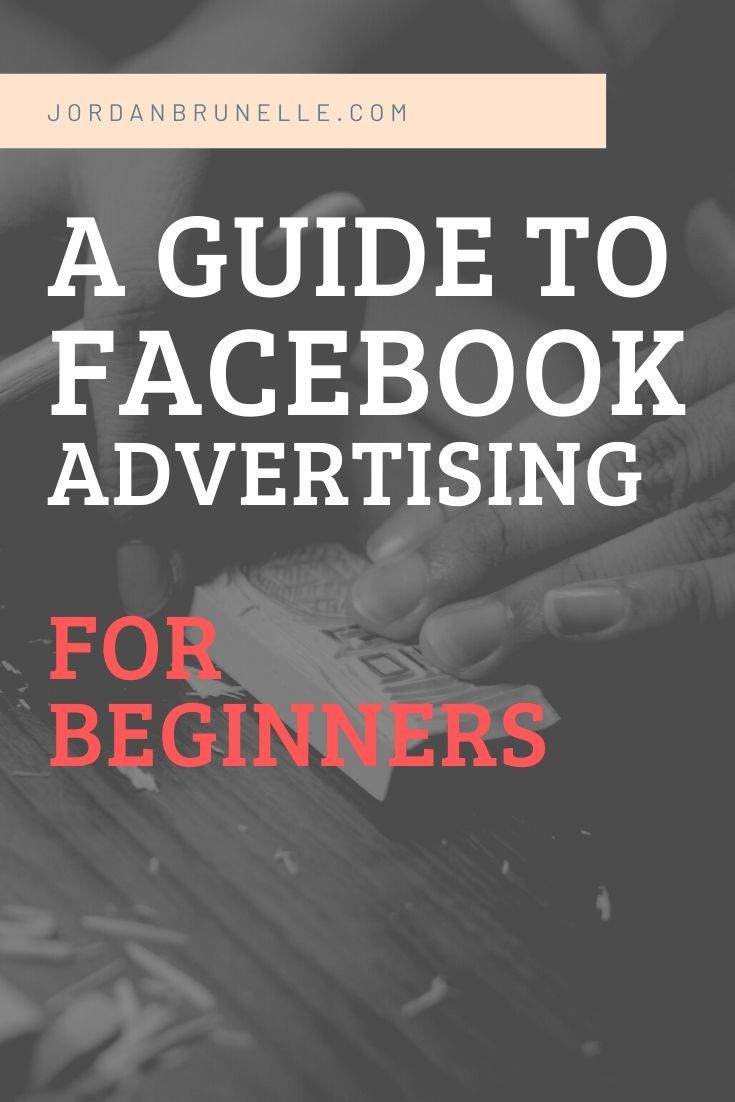 JORDANBRUNELLE.COM
A GUIDE TO
FACEBOOK
ADVERTISING
FOR
BEGINNERS